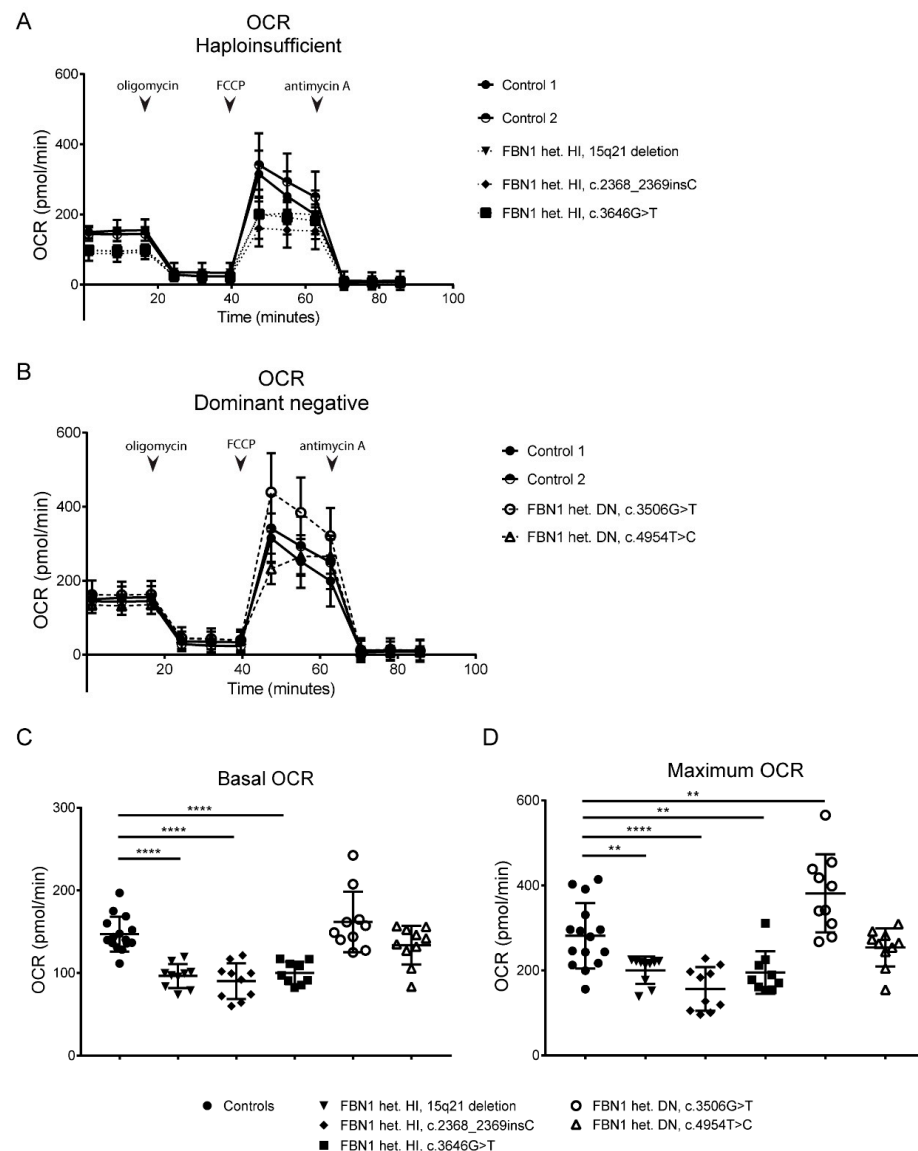 A
OCR
Haploinsufficient
600
400
200
0
OCR (pmol/min)
oligomycin FCCP antimycin A
20 40 60 80 100
Time (minutes)
Control 1
Control 2
FBN1 het. HI, 15q21 deletion
FBN1 het. HI, c.2368_2369insC
FBN1 het. HI, c.3646G>T
B
OCR
Dominant negative
600
400
200
0
OCR (pmol/min)
oligomycin FCCP antimycin A
20 40 60 80 100
Time (minutes)
Control 1
Control 2
FBN1 het. DN, c.3506G>T
FBN1 het. DN, c.4954T>C
C
Basal OCR
300
200
100
0
OCR (pmol/min)
****
****
****
D
Maximum OCR
600
400
200
0
OCR (pmol/min)
**
**
****
**
Controls
FBN1 het. HI, 15q21 deletion
FBN1 het. HI, c.2368_2369insC
FBN1 het. HI. c.3646G>T
FBN1 het. DN, c.3506G>T
FBN1 het. DN, c.4954T>C